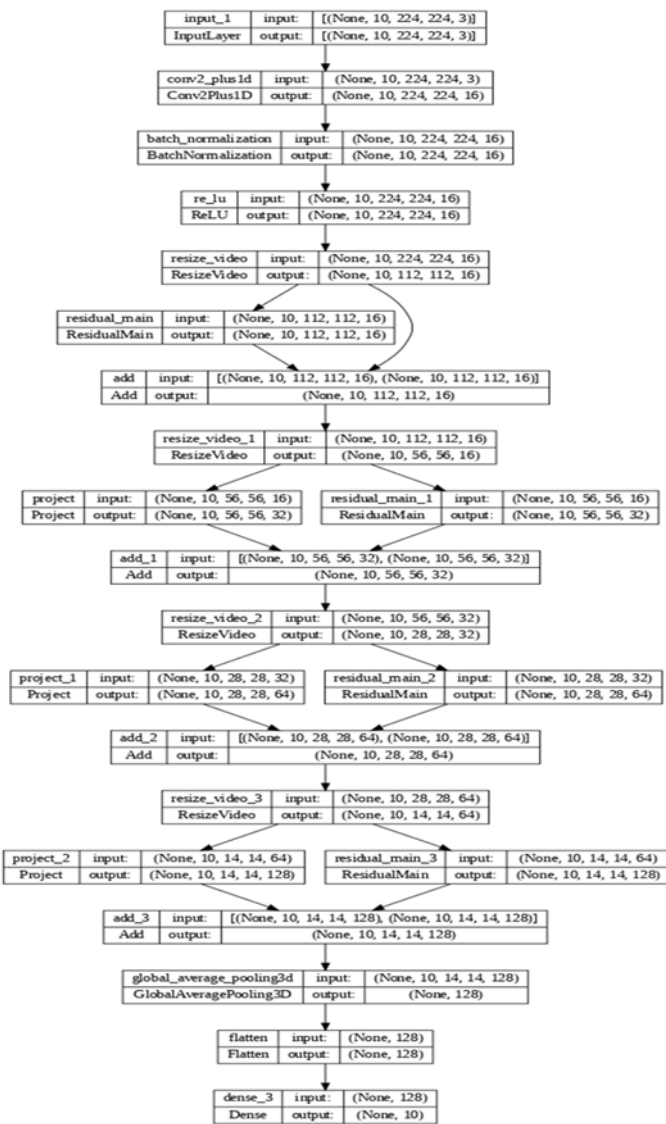 input_1 input: [(None, 10, 224, 224, 3)]
InputLayer output: [(None, 10, 224, 224, 3)]
conv2_plus1d input: (None, 10, 224, 224, 3)
Conv2Plus1D output: (None, 10, 224, 224, 16)
batch_normalization input: (None, 10, 224, 224, 16)
BatchNormalization output: (None, 10, 224, 224, 16)
re_lu input: (None, 10, 224, 224, 16)
ReLU output: (None, 10, 224, 224, 16)
resize_video input: (None, 10, 224, 224, 16)
ResizeVideo output: (None, 10, 112, 112, 16)
residual_main input: (None, 10, 112, 112, 16)
ResidualMain output: (None, 10, 112, 112, 16)
add input: [(None, 10, 112, 112, 16), (None, 10, 112, 112, 16)]
Add output: (None, 10, 112, 112, 16)
resize_video_1 input: (None, 10, 112, 112, 16)
ResizeVideo output: (None, 10, 56, 56, 16)
project input: (None, 10, 56, 56, 16)
Project output: (None, 10, 56, 56, 32)
residual_main_1 input: (None, 10, 56, 56, 16)
ResidualMain output: (None, 10, 56, 56, 32)
add_1 input: [(None, 10, 56, 56, 32), (None, 10, 56, 56, 32)]
Add output: (None, 10, 56, 56, 32)
resize_video_2 input: (None, 10, 56, 56, 32)
ResizeVideo output: (None, 10, 28, 28, 32)
project_1 input: (None, 10, 28, 28, 32)
Project output: (None, 10, 28, 28, 64)
residual_main_2 input: (None, 10, 28, 28, 32)
ResidualMain output: (None, 10, 28, 28, 64)
add_2 input: [(None, 10, 28, 28, 64), (None, 10, 28, 28, 64)]
Add output: (None, 10, 28, 28, 64)
resize_video_3 input: (None, 10, 28, 28, 64)
ResizeVideo output: (None, 10, 14, 14, 64)
project_2 input: (None, 10, 14, 14, 64)
Project output: (None, 10, 14, 14, 128)
residual_main_3 input: (None, 10, 14, 14, 64)
ResidualMain output: (None, 10, 14, 14, 128)
add_3 input: [(None, 10, 14, 14, 128), (None, 10, 14, 14, 128)]
Add output: (None, 10, 14, 14, 128)
global_average_pooling3d input: (None, 10, 14, 14, 128)
GlobalAveragePooling3D output: (None, 128)
flatten input: (None, 128)
Flatten output: (None, 128)
dense_3 input: (None, 128)
Dense output: (None, 10)